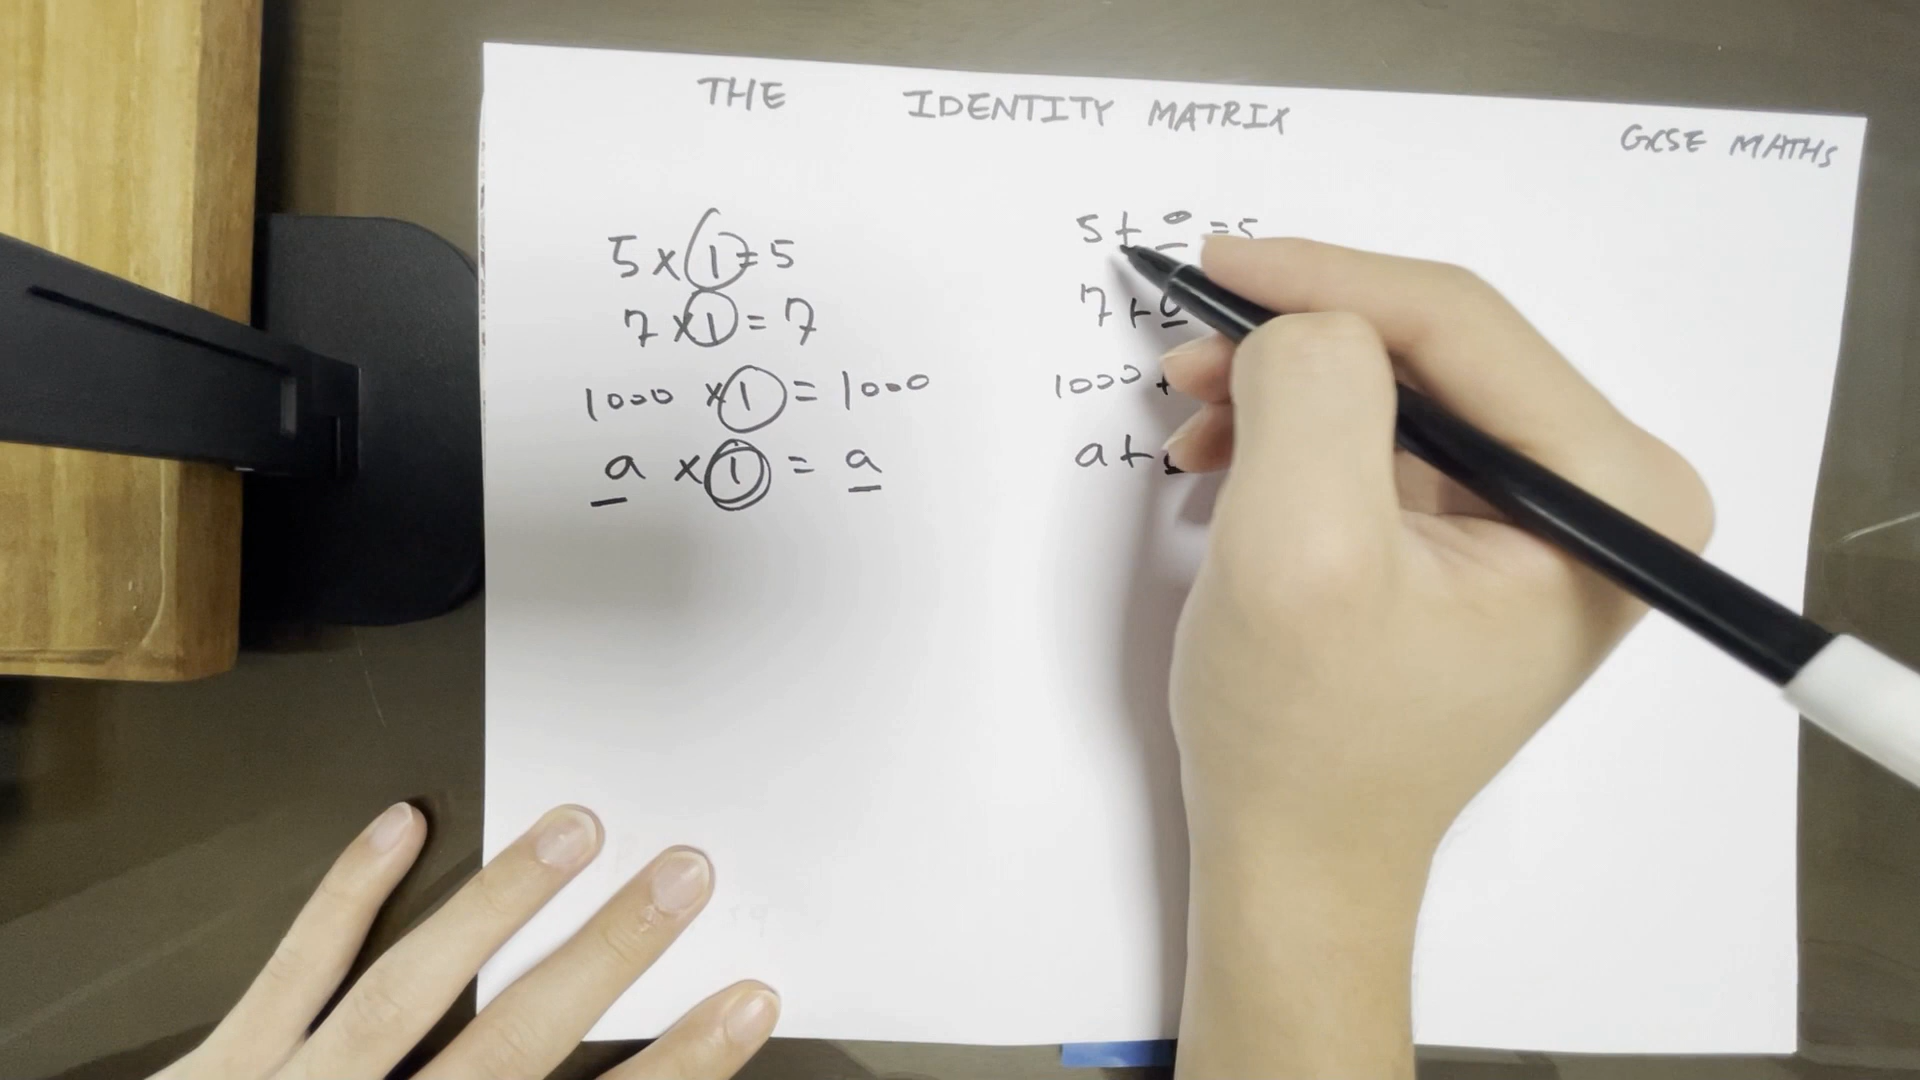 THE IDENTITY MATRIX
GCSE MATHS
5 × 1 = 5
7 × 1 = 7
1000 × 1 = 1000
a × 1 = a
5 + 0 = 5
7 +
1000 +
a +